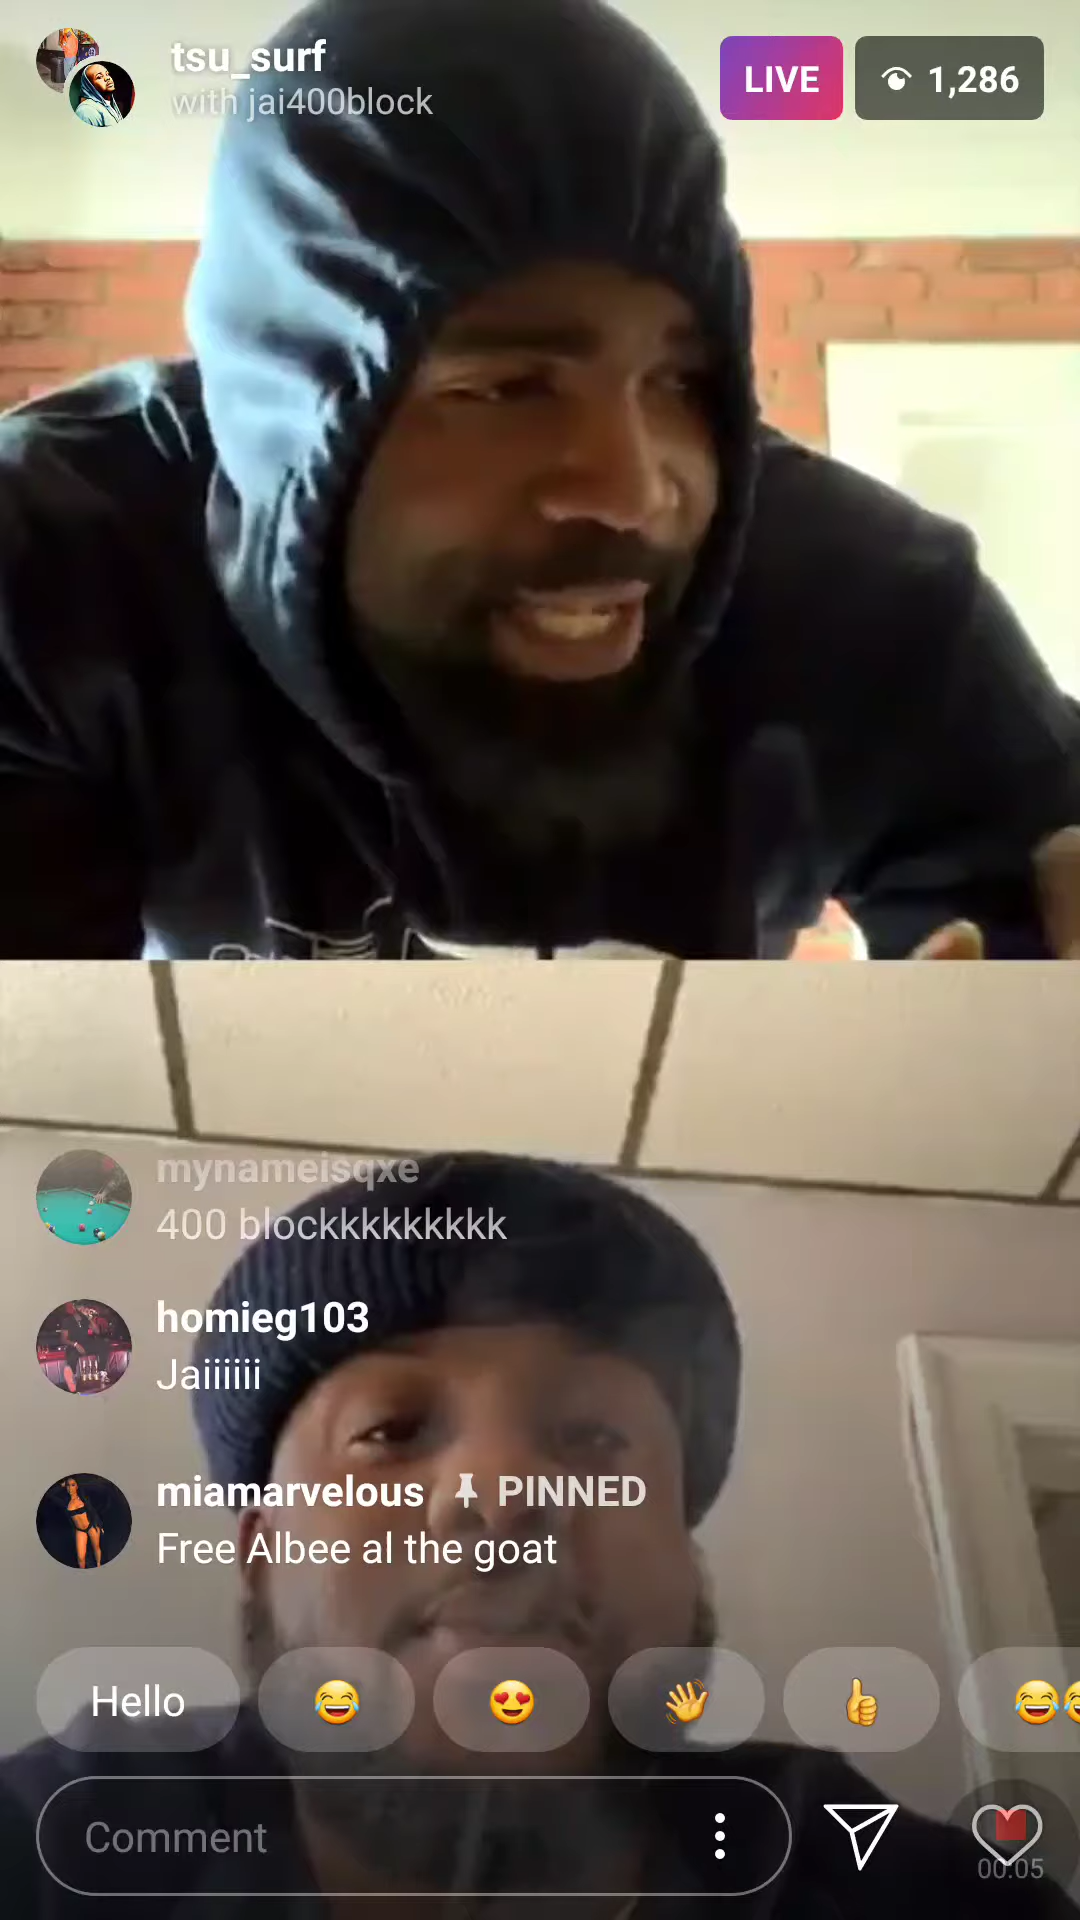 tsu_surf
with jai400block
LIVE
1,286
mynameisqxe
400 blockkkkkkkkkk
homieg103
Jaiiiiii
miamarvelous PINNED
Free Albee al the goat
Hello
Comment
00:05